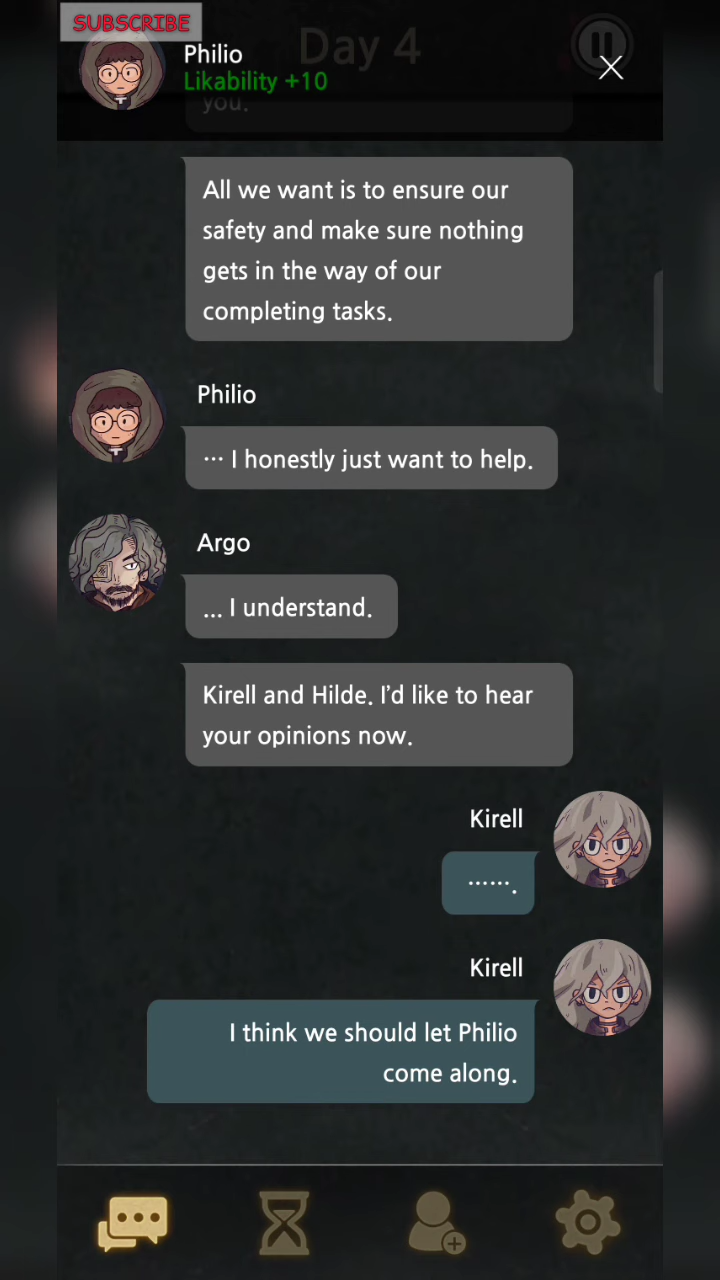 SUBSCRIBE
Philio
Likability +10
Day 4
you.
All we want is to ensure our
safety and make sure nothing
gets in the way of our
completing tasks.
Philio
··· I honestly just want to help.
Argo
... I understand.
Kirell and Hilde. I’d like to hear
your opinions now.
Kirell
······.
Kirell
I think we should let Philio
come along.